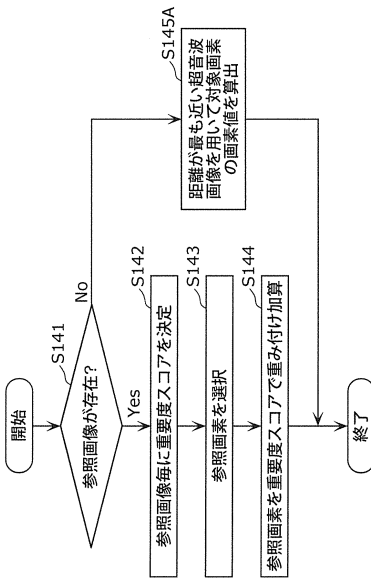 開始
S141
参照画像が存在?
No
Yes
S142
参照画像毎に重要度スコアを決定
S143
参照画素を選択
S144
参照画素を重要度スコアで重み付け加算
S145A
距離が最も近い超音波
画像を用いて対象画素
の画素値を算出
終了